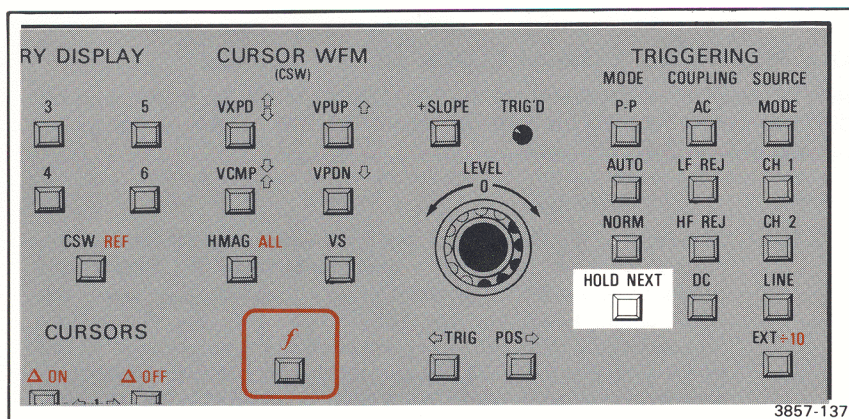 RY DISPLAY
CURSOR WFM
(CSW)
TRIGGERING
MODE COUPLING SOURCE
3 5 VXPD VPUP ⇧ +SLOPE TRIG'D P-P AC MODE
4 6 VCMP VPDN ⇩ LEVEL AUTO LF REJ CH 1
0
NORM HF REJ CH 2
CSW REF HMAG ALL VS
HOLD NEXT DC LINE
CURSORS
f
⇦TRIG POS⇨ EXT÷10
Δ ON Δ OFF
3857-137